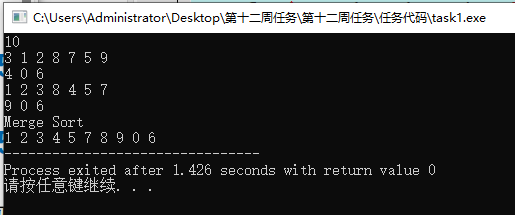 C:\Users\Administrator\Desktop\第十二周任务\第十二周任务\任务代码\task1.exe
10
3 1 2 8 7 5 9
4 0 6
1 2 3 8 4 5 7
9 0 6
Merge Sort
1 2 3 4 5 7 8 9 0 6
--------------------------------
Process exited after 1.426 seconds with return value 0
请按任意键继续. . .